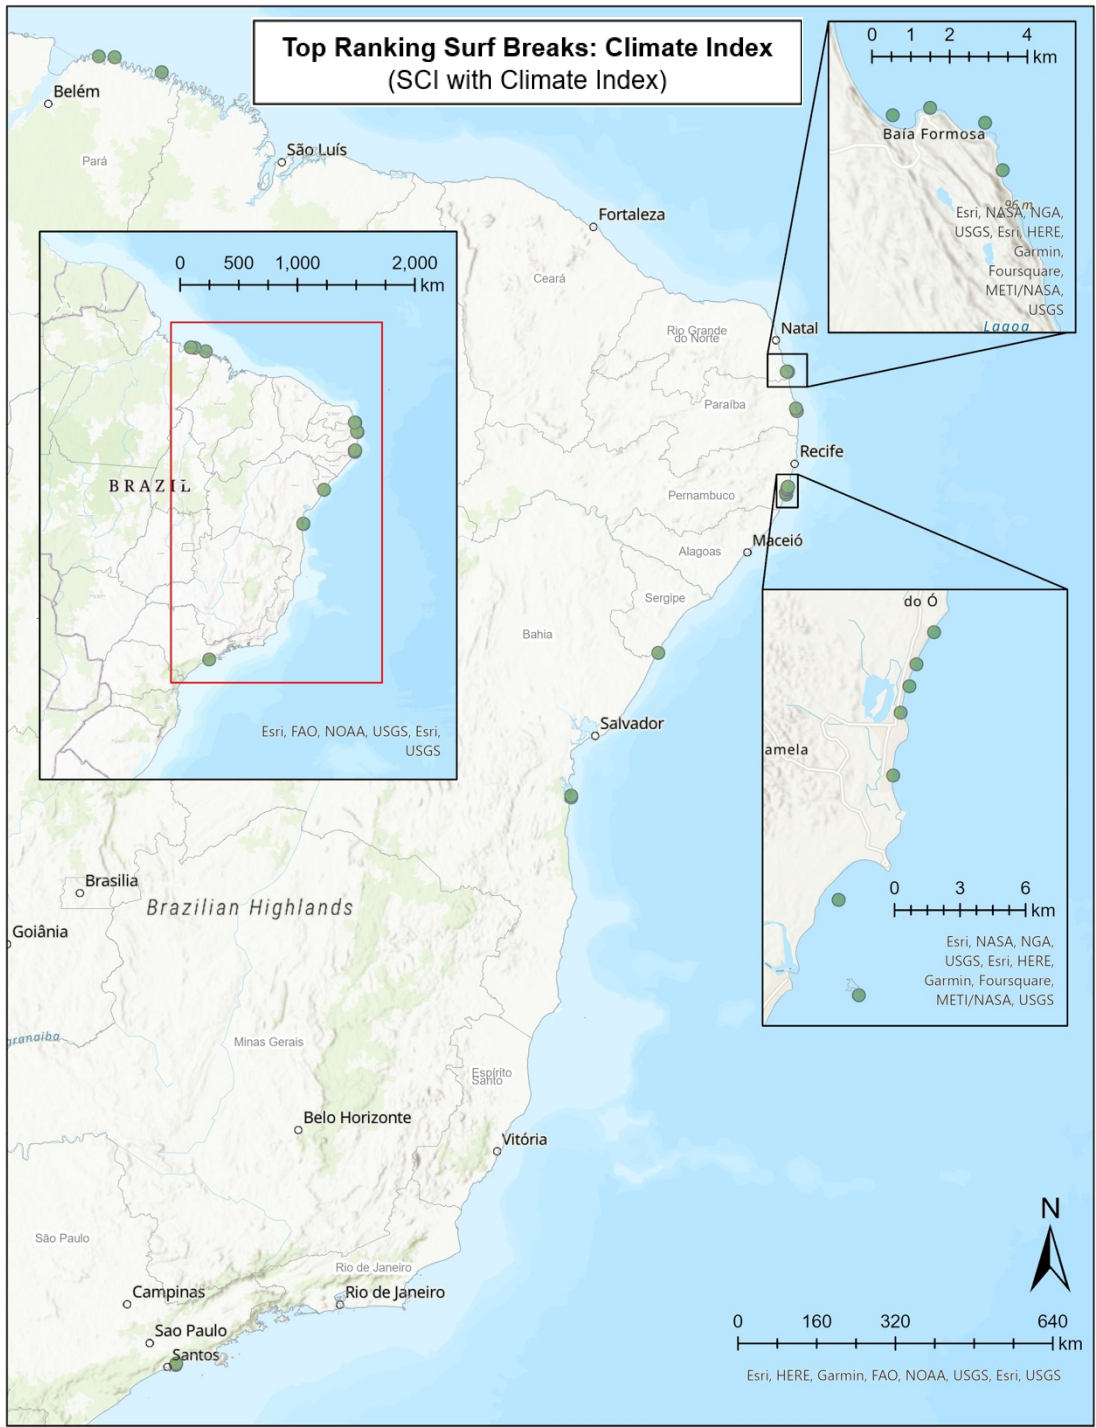 Top Ranking Surf Breaks: Climate Index
(SCI with Climate Index)
0 1 2 4
km
Belém
Baía Formosa
São Luís
Pará
96 m
Esri, NASA, NGA,
USGS, Esri, HERE,
Garmin,
Foursquare,
METI/NASA,
USGS
Lagoa
Fortaleza
Ceará
0 500 1,000 2,000
km
Natal
Rio Grande
do Norte
Paraíba
Recife
BRAZIL
Pernambuco
Maceió
Alagoas
Sergipe
do Ó
Bahia
Salvador
Esri, FAO, NOAA, USGS, Esri,
USGS
amela
Brasilia
Brazilian Highlands
0 3 6
km
Goiânia
Esri, NASA, NGA,
USGS, Esri, HERE,
Garmin, Foursquare,
METI/NASA, USGS
aranaiba
Minas Gerais
Espírito
Santo
Belo Horizonte
Vitória
N
São Paulo
Rio de Janeiro
Campinas
Rio de Janeiro
Sao Paulo
0 160 320 640
km
Santos
Esri, HERE, Garmin, FAO, NOAA, USGS, Esri, USGS